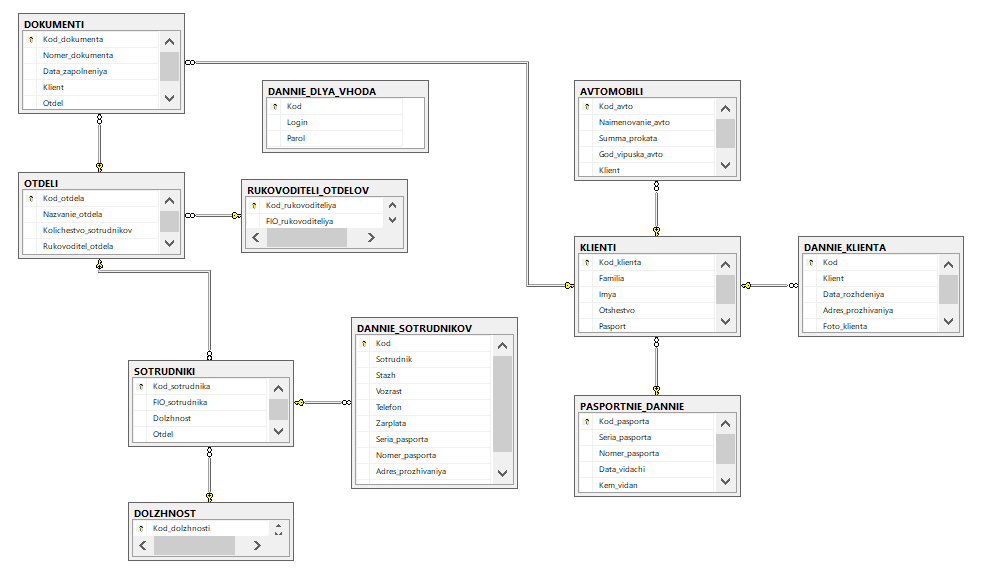 DOKUMENTI
Kod_dokumenta
Nomer_dokumenta
Data_zapolneniya
Klient
Otdel
DANNIE_DLYA_VHODA
Kod
Login
Parol
AVTOMOBILI
Kod_avto
Naimenovanie_avto
Summa_prokata
God_vipuska_avto
Klient
OTDELI
Kod_otdela
Nazvanie_otdela
Kolichestvo_sotrudnikov
Rukovoditel_otdela
RUKOVODITELI_OTDELOV
Kod_rukovoditeliya
FIO_rukovoditeliya
KLIENTI
Kod_klienta
Familia
Imya
Otshestvo
Pasport
DANNIE_KLIENTA
Kod
Klient
Data_rozhdeniya
Adres_prozhivaniya
Foto_klienta
SOTRUDNIKI
Kod_sotrudnika
FIO_sotrudnika
Dolzhnost
Otdel
DANNIE_SOTRUDNIKOV
Kod
Sotrudnik
Stazh
Vozrast
Telefon
Zarplata
Seria_pasporta
Nomer_pasporta
Adres_prozhivaniya
PASPORTNIE_DANNIE
Kod_pasporta
Seria_pasporta
Nomer_pasporta
Data_vidachi
Kem_vidan
DOLZHNOST
Kod_dolzhnosti